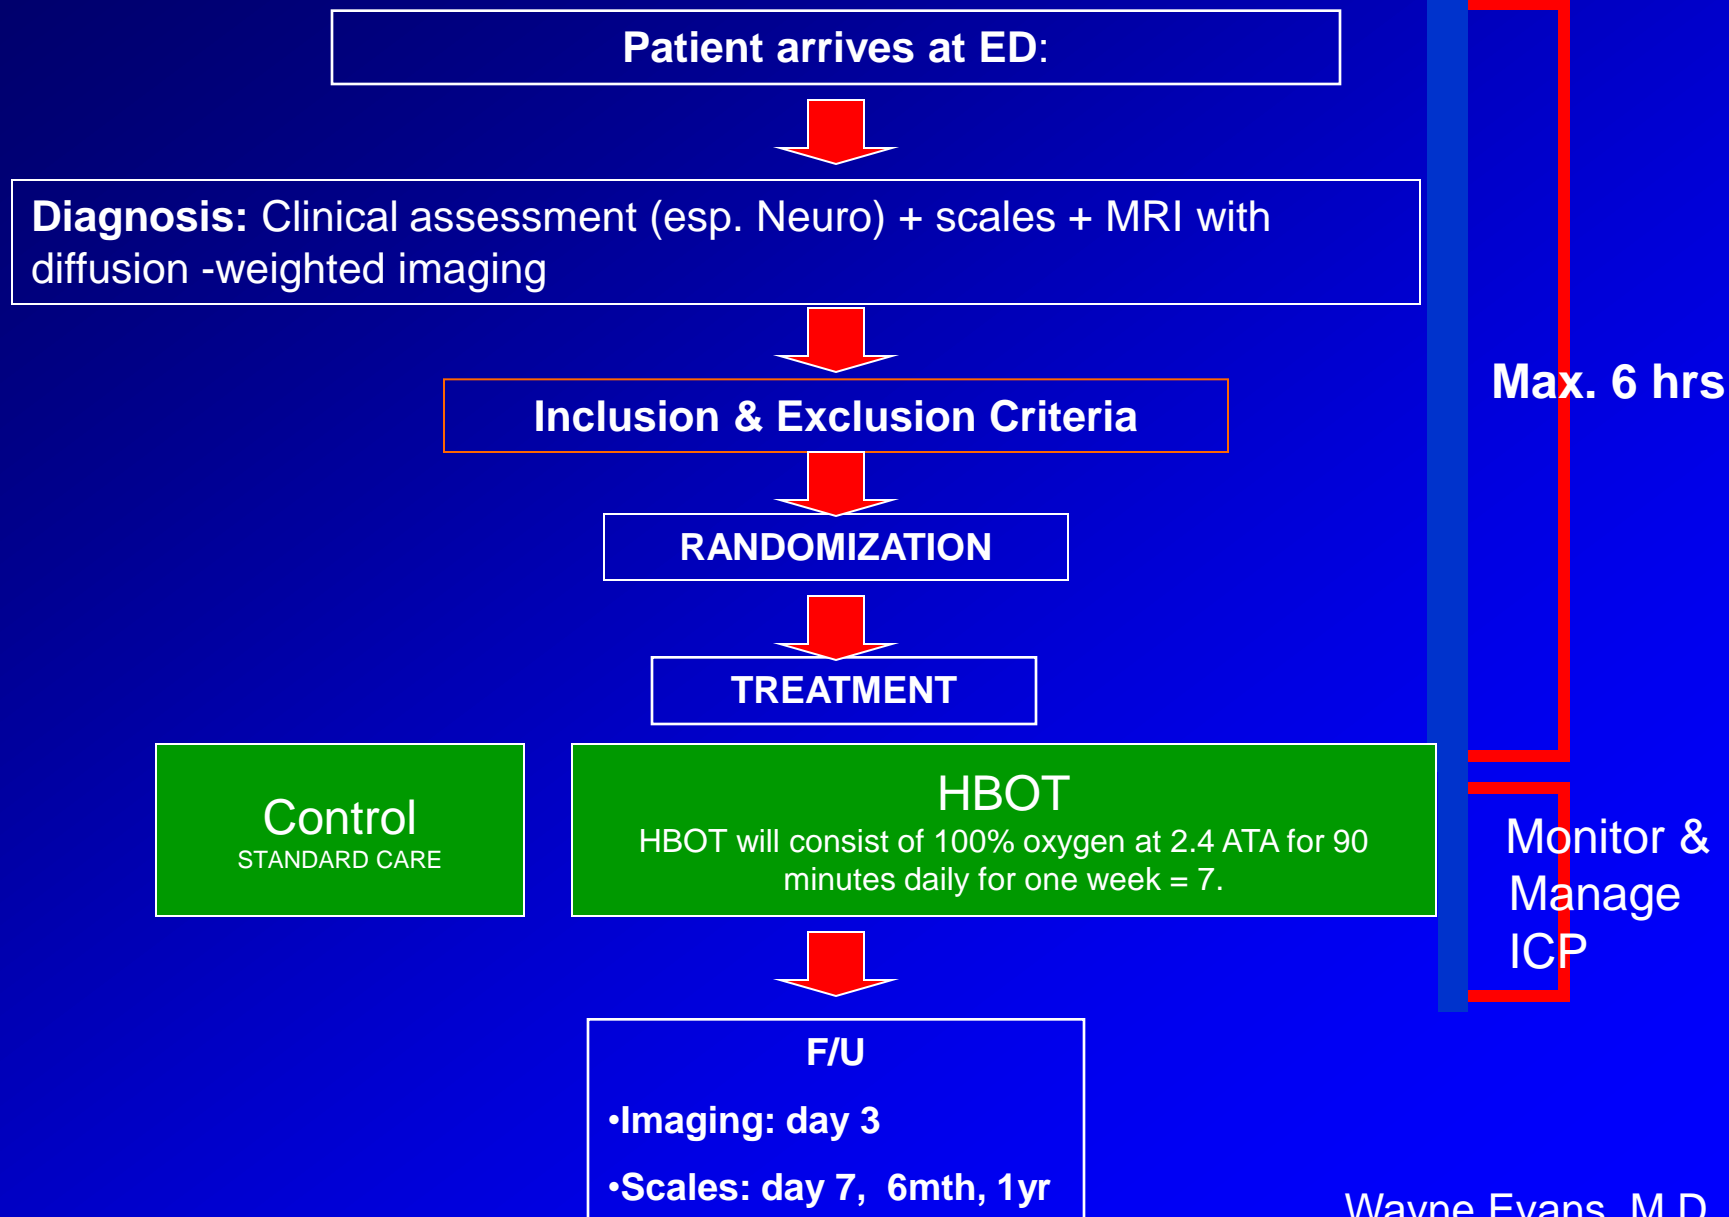 Patient arrives at ED:
Diagnosis: Clinical assessment (esp. Neuro) + scales + MRI with
diffusion -weighted imaging
Inclusion & Exclusion Criteria
Max. 6 hrs
RANDOMIZATION
TREATMENT
Control
STANDARD CARE
HBOT
HBOT will consist of 100% oxygen at 2.4 ATA for 90
minutes daily for one week = 7.
Monitor &
Manage
ICP
F/U
•Imaging: day 3
•Scales: day 7, 6mth, 1yr
Wayne Evans, M.D.